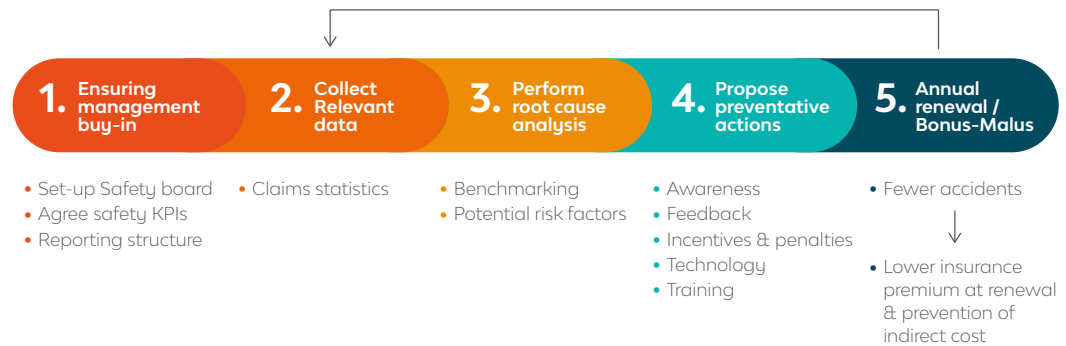 1. Ensuring
management
buy-in
2. Collect
Relevant
data
3. Perform
root cause
analysis
4. Propose
preventative
actions
5. Annual
renewal /
Bonus-Malus
• Set-up Safety board
• Agree safety KPIs
• Reporting structure
• Claims statistics
• Benchmarking
• Potential risk factors
• Awareness
• Feedback
• Incentives & penalties
• Technology
• Training
• Fewer accidents
• Lower insurance
premium at renewal
& prevention of
indirect cost